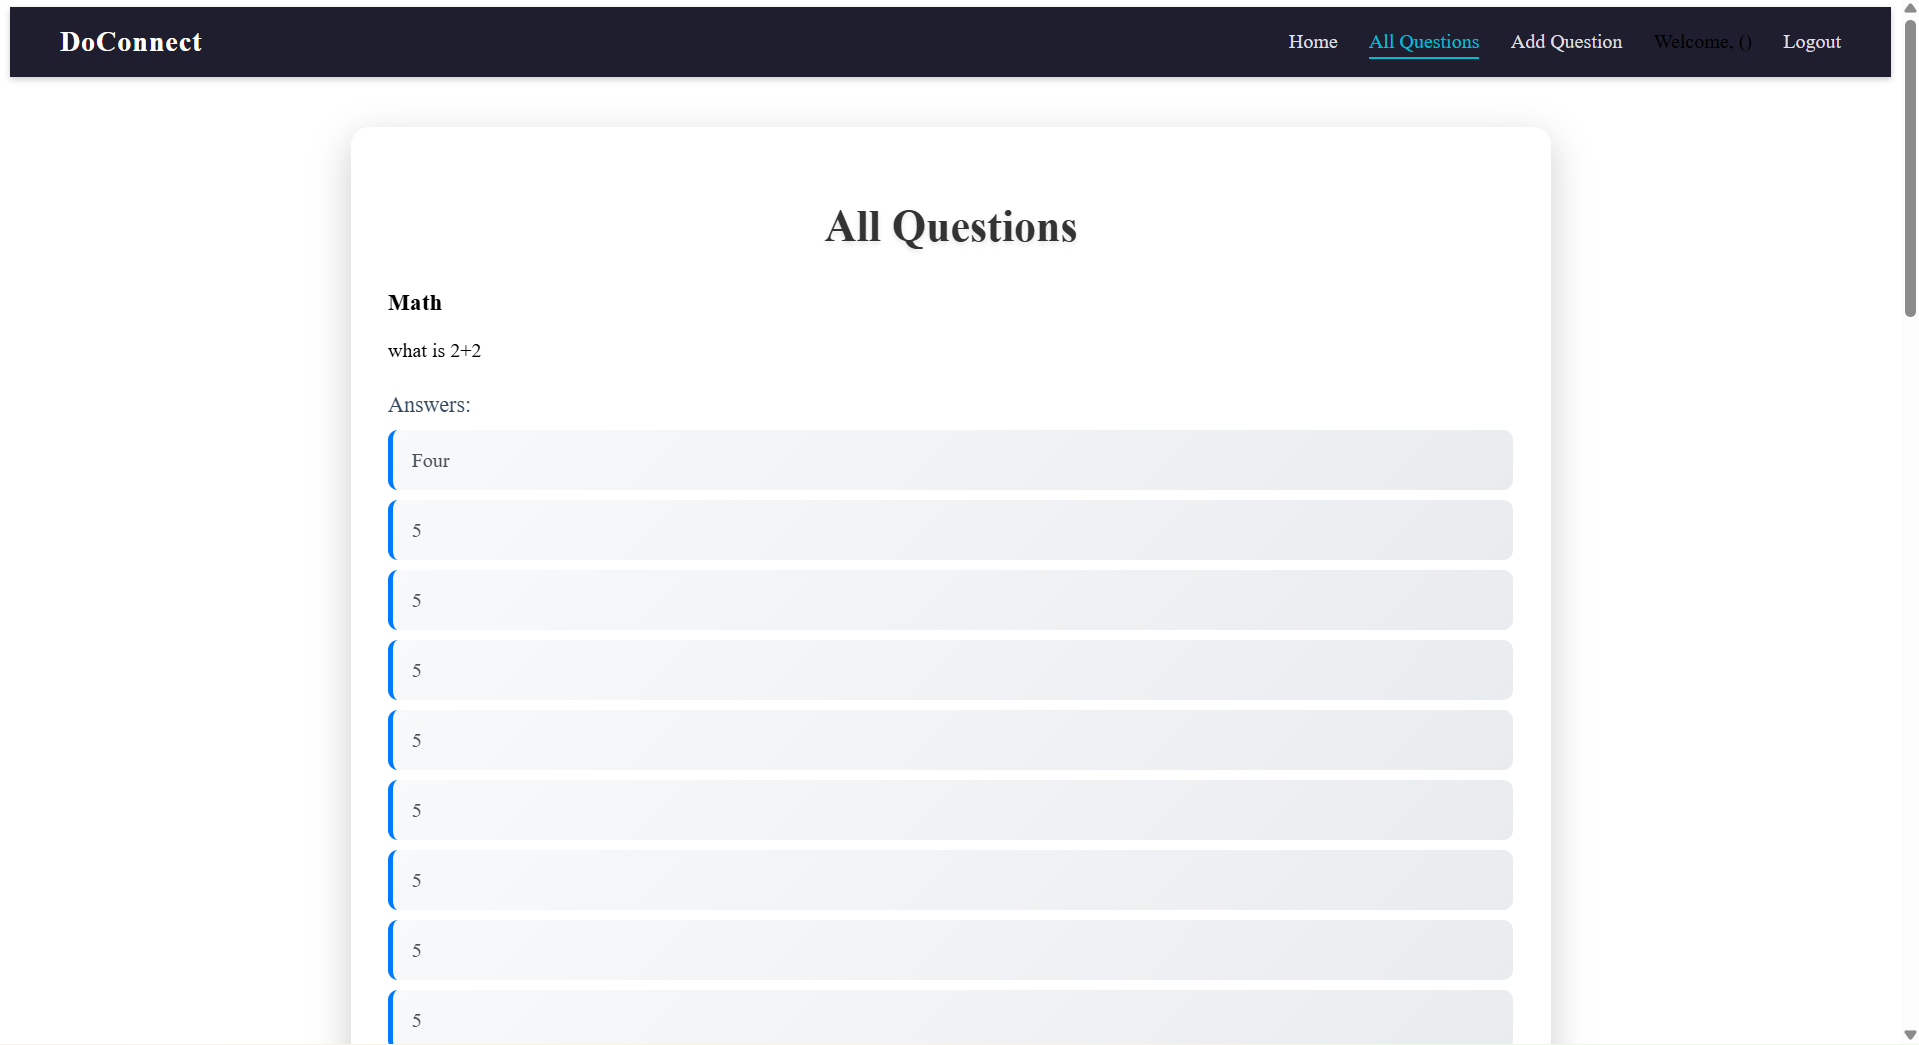 DoConnect
Home All Questions Add Question Welcome, () Logout
All Questions
Math
what is 2+2
Answers:
Four
5
5
5
5
5
5
5
5